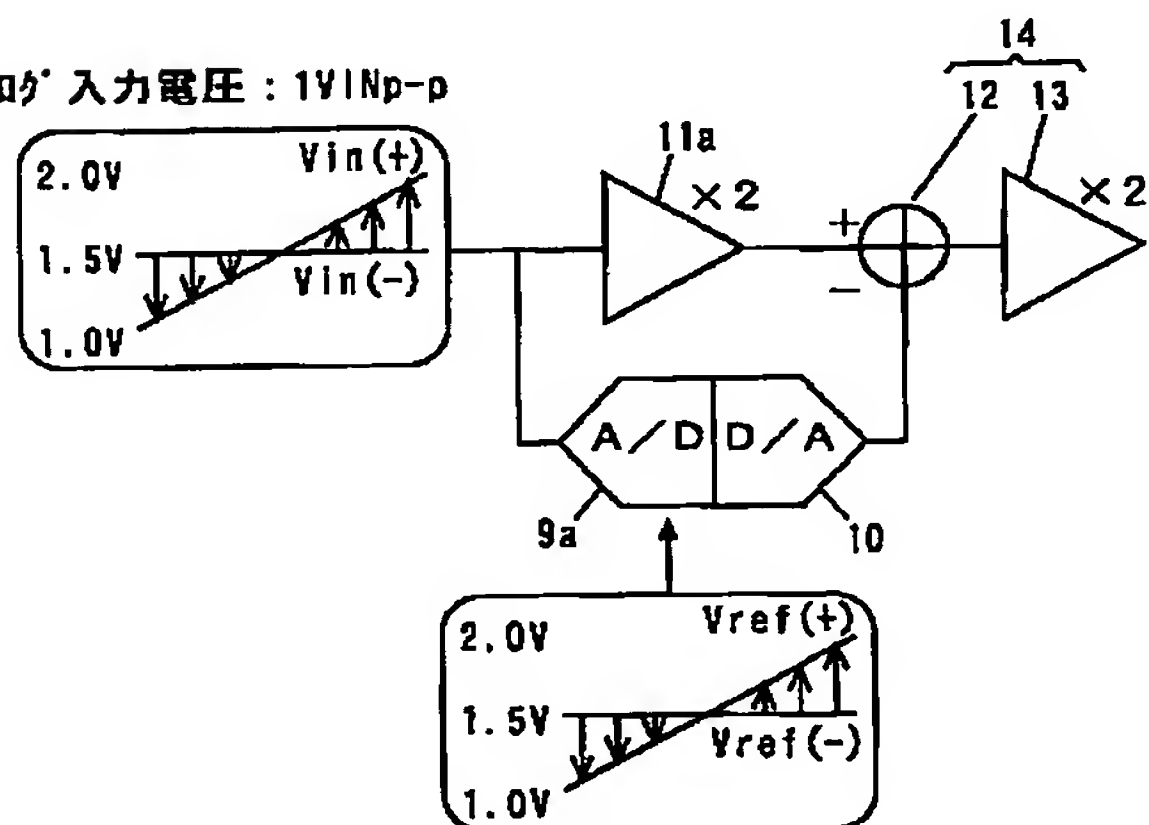 ログ入力電圧:1VINp-p
14
12 13
11a
×2
×2
2.0V
Vin(+)
1.5V
Vin(-)
1.0V
+
−
A/D D/A
9a
10
2.0V
Vref(+)
1.5V
Vref(-)
1.0V